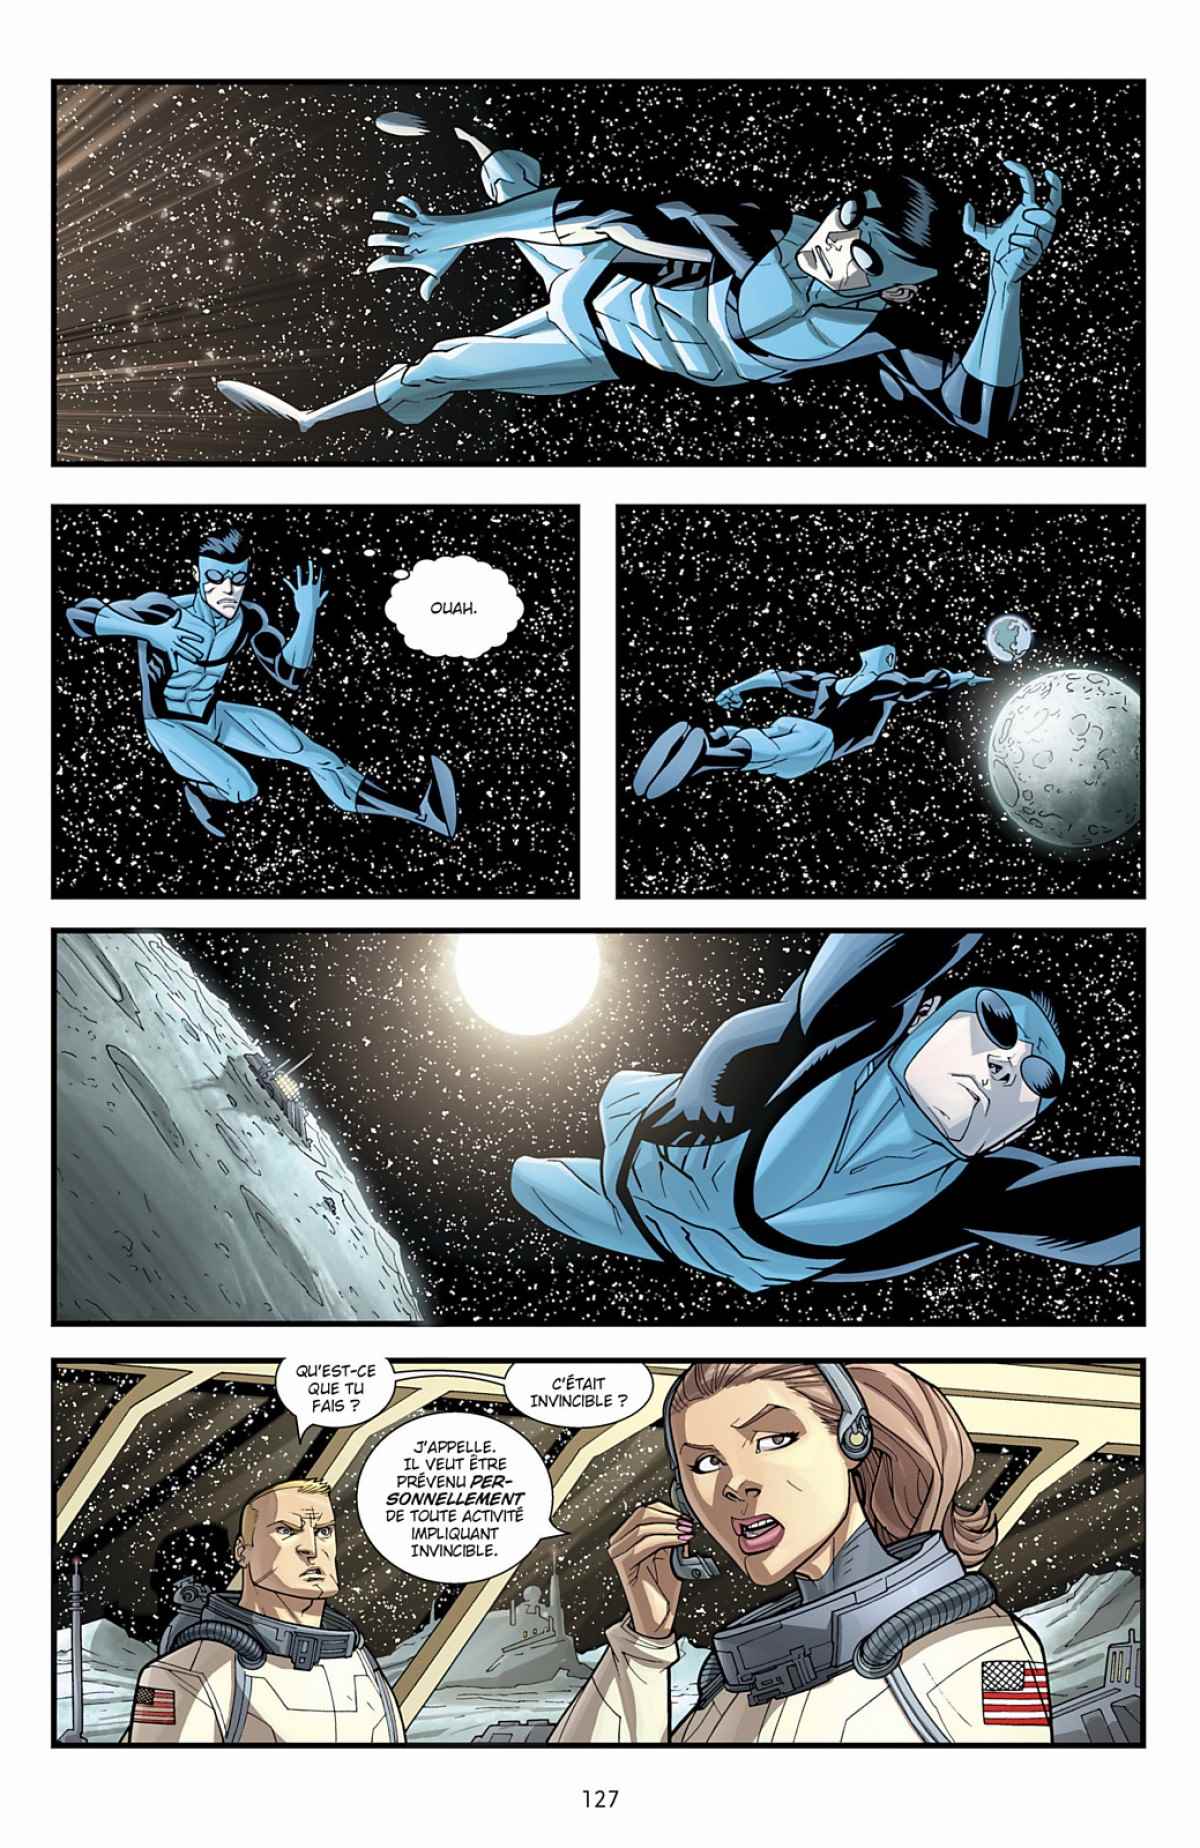 OUAH.
QU'EST-CE
QUE TU
FAIS ?
C'ÉTAIT
INVINCIBLE ?
J'APPELLE.
IL VEUT ÊTRE
PRÉVENU PER-
SONNELLEMENT
DE TOUTE ACTIVITÉ
IMPLIQUANT
INVINCIBLE.
127